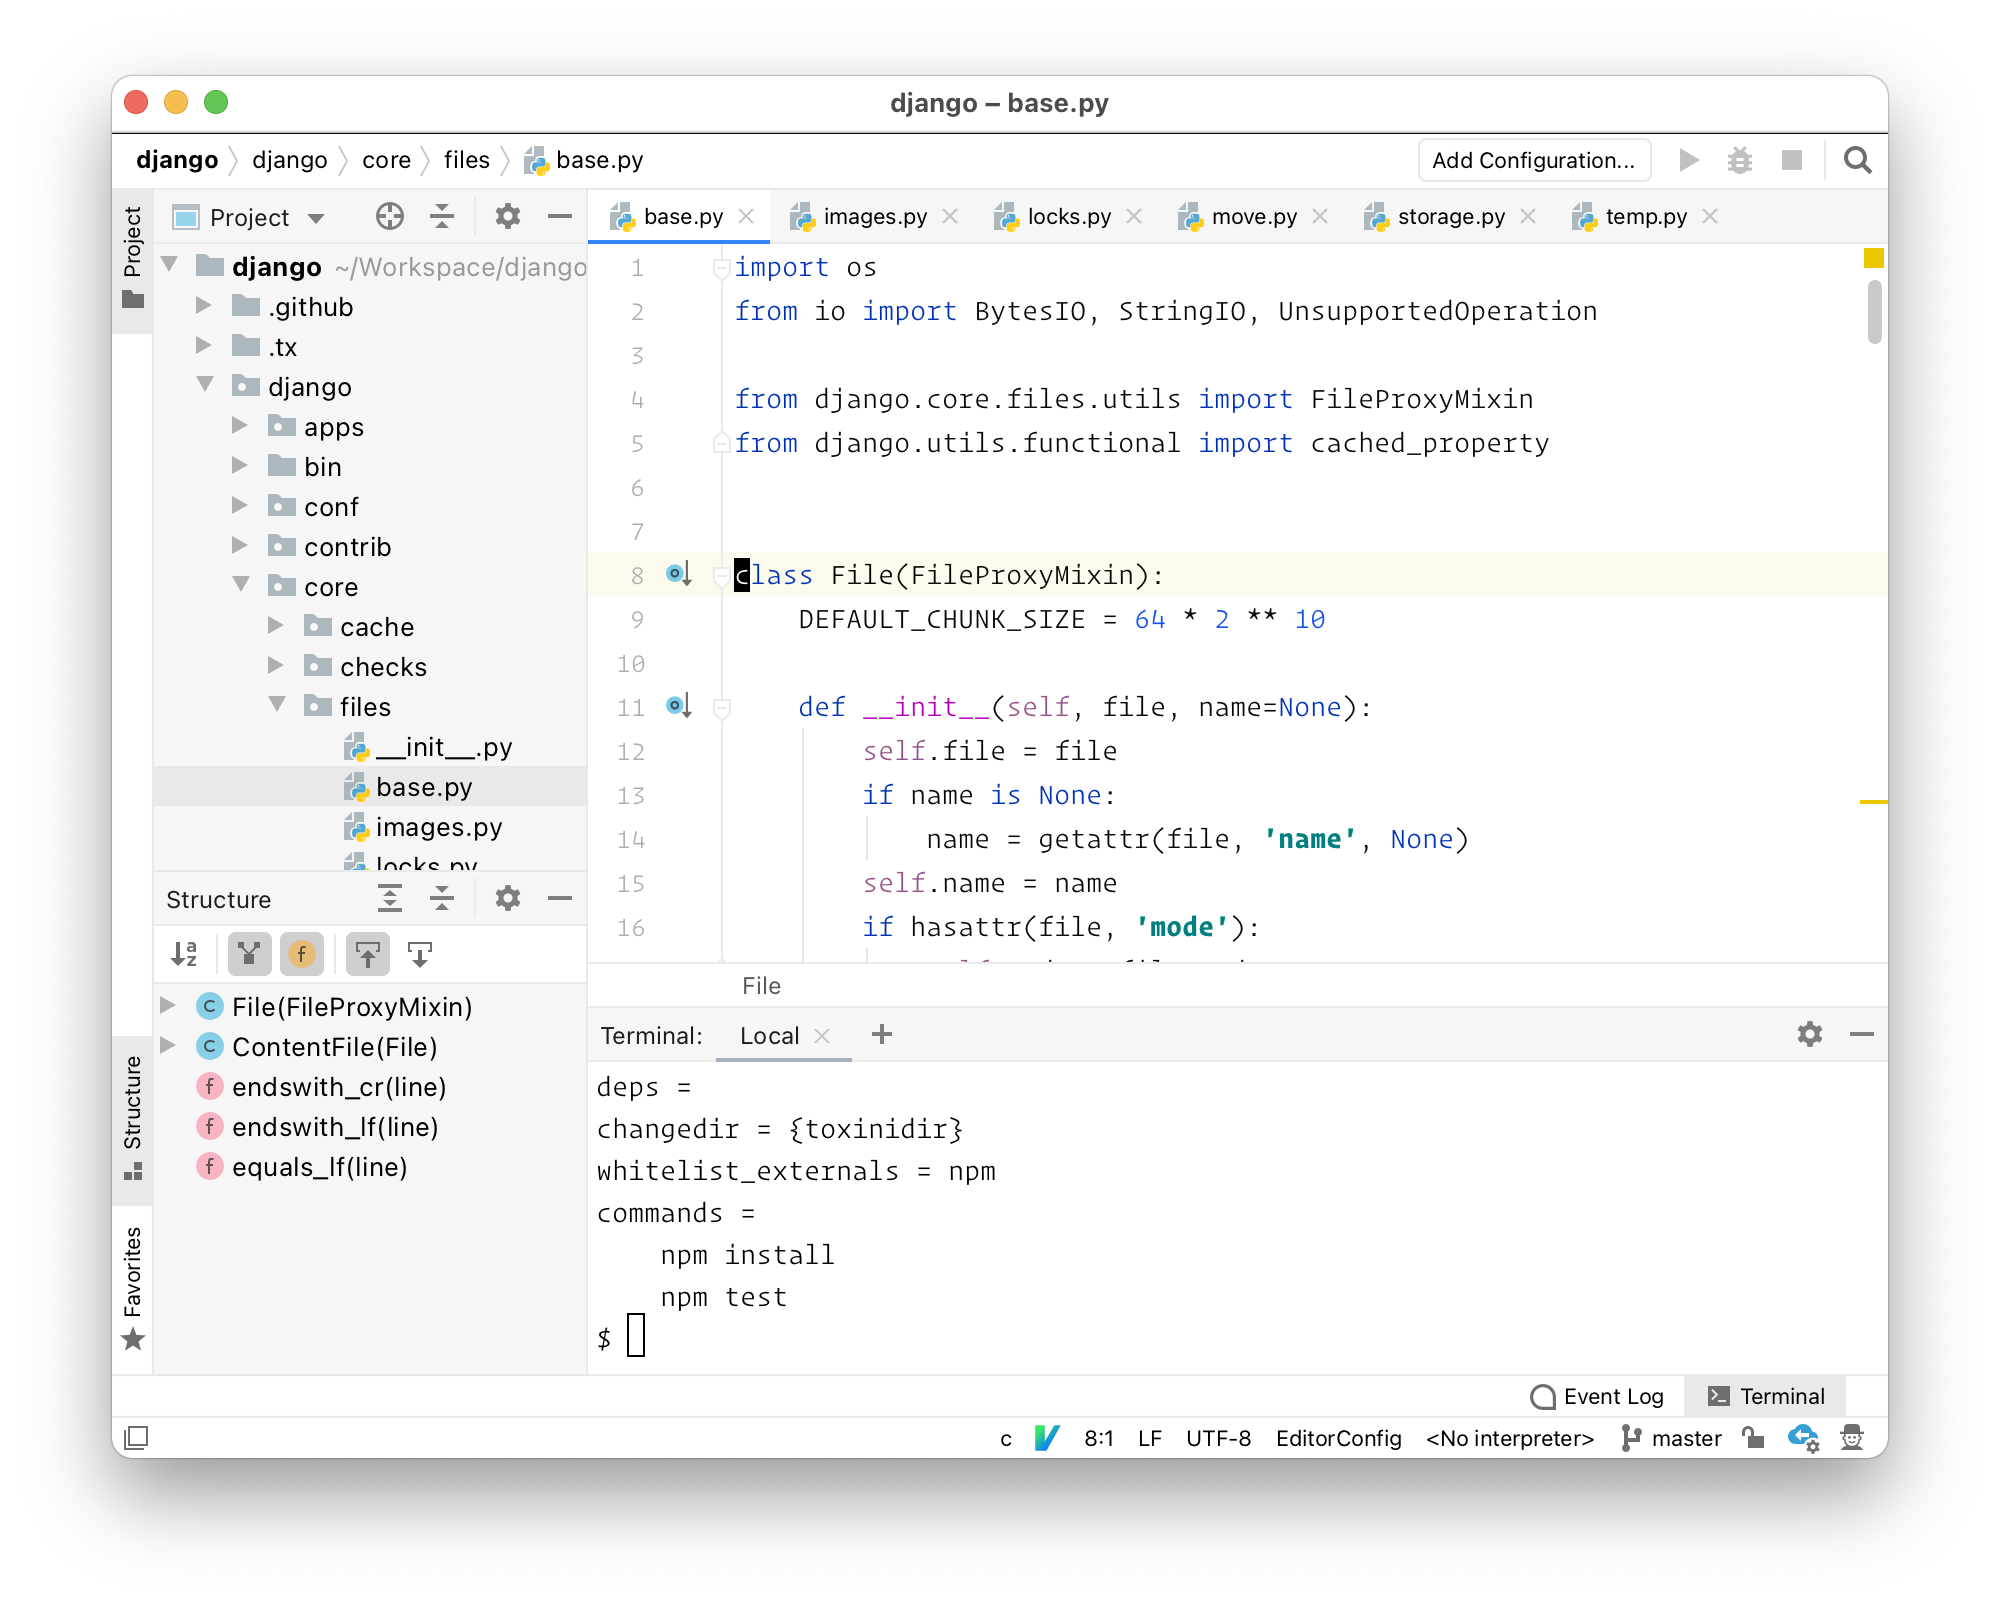 django – base.py
django django core files base.py
Add Configuration...
Project
Project
base.py images.py locks.py move.py storage.py temp.py
django ~/Workspace/django
.github
.tx
django
apps
bin
conf
contrib
core
cache
checks
files
__init__.py
base.py
images.py
locks.py
1 import os
2 from io import BytesIO, StringIO, UnsupportedOperation
3
4 from django.core.files.utils import FileProxyMixin
5 from django.utils.functional import cached_property
6
7
8 class File(FileProxyMixin):
9 DEFAULT_CHUNK_SIZE = 64 * 2 ** 10
10
11 def __init__(self, file, name=None):
12 self.file = file
13 if name is None:
14 name = getattr(file, 'name', None)
15 self.name = name
16 if hasattr(file, 'mode'):
File
Structure
Structure
File(FileProxyMixin)
ContentFile(File)
endswith_cr(line)
endswith_lf(line)
equals_lf(line)
Favorites
Terminal: Local
deps =
changedir = {toxinidir}
whitelist_externals = npm
commands =
npm install
npm test
$
Event Log Terminal
c 8:1 LF UTF-8 EditorConfig <No interpreter> master